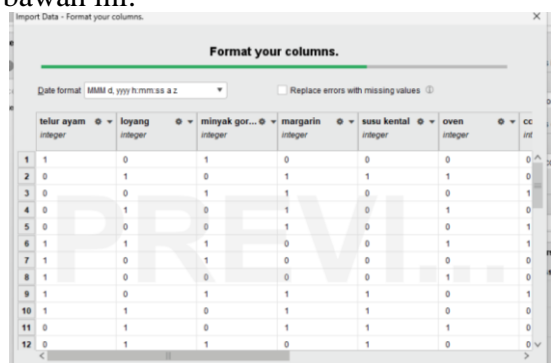 bawah ini:
Import Data - Format your columns.
Format your columns.
Date format MMM d, yyyy h:mm:ss a z Replace errors with missing values
telur ayam loyang minyak gor... margarin susu kental oven cc
integer integer integer integer integer integer int
1 1 0 1 0 0 0 0
2 0 1 0 1 1 1 0
3 0 0 1 1 0 0 1
4 0 1 0 1 0 1 0
5 0 0 0 1 0 0 1
6 1 1 1 0 0 1 1
7 1 0 1 0 0 0 1
8 1 0 0 0 0 1 0
9 1 0 1 1 1 0 1
10 1 1 0 1 1 0 0
11 0 1 0 1 1 1 0
12 0 1 1 0 1 0 0
PREVI...